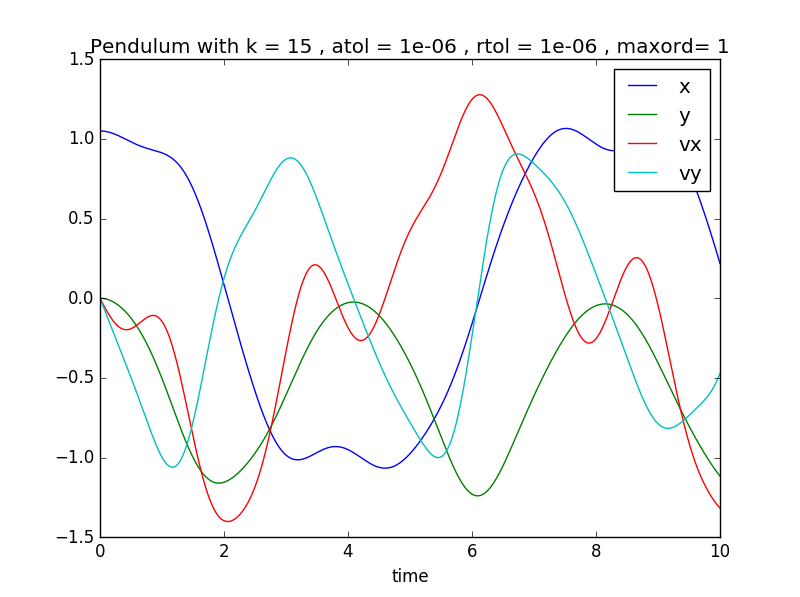 Pendulum with k = 15 , atol = 1e-06 , rtol = 1e-06 , maxord= 1
1.5
1.0
0.5
0.0
−0.5
−1.0
−1.5
x
y
vx
vy
0 2 4 6 8 10
time